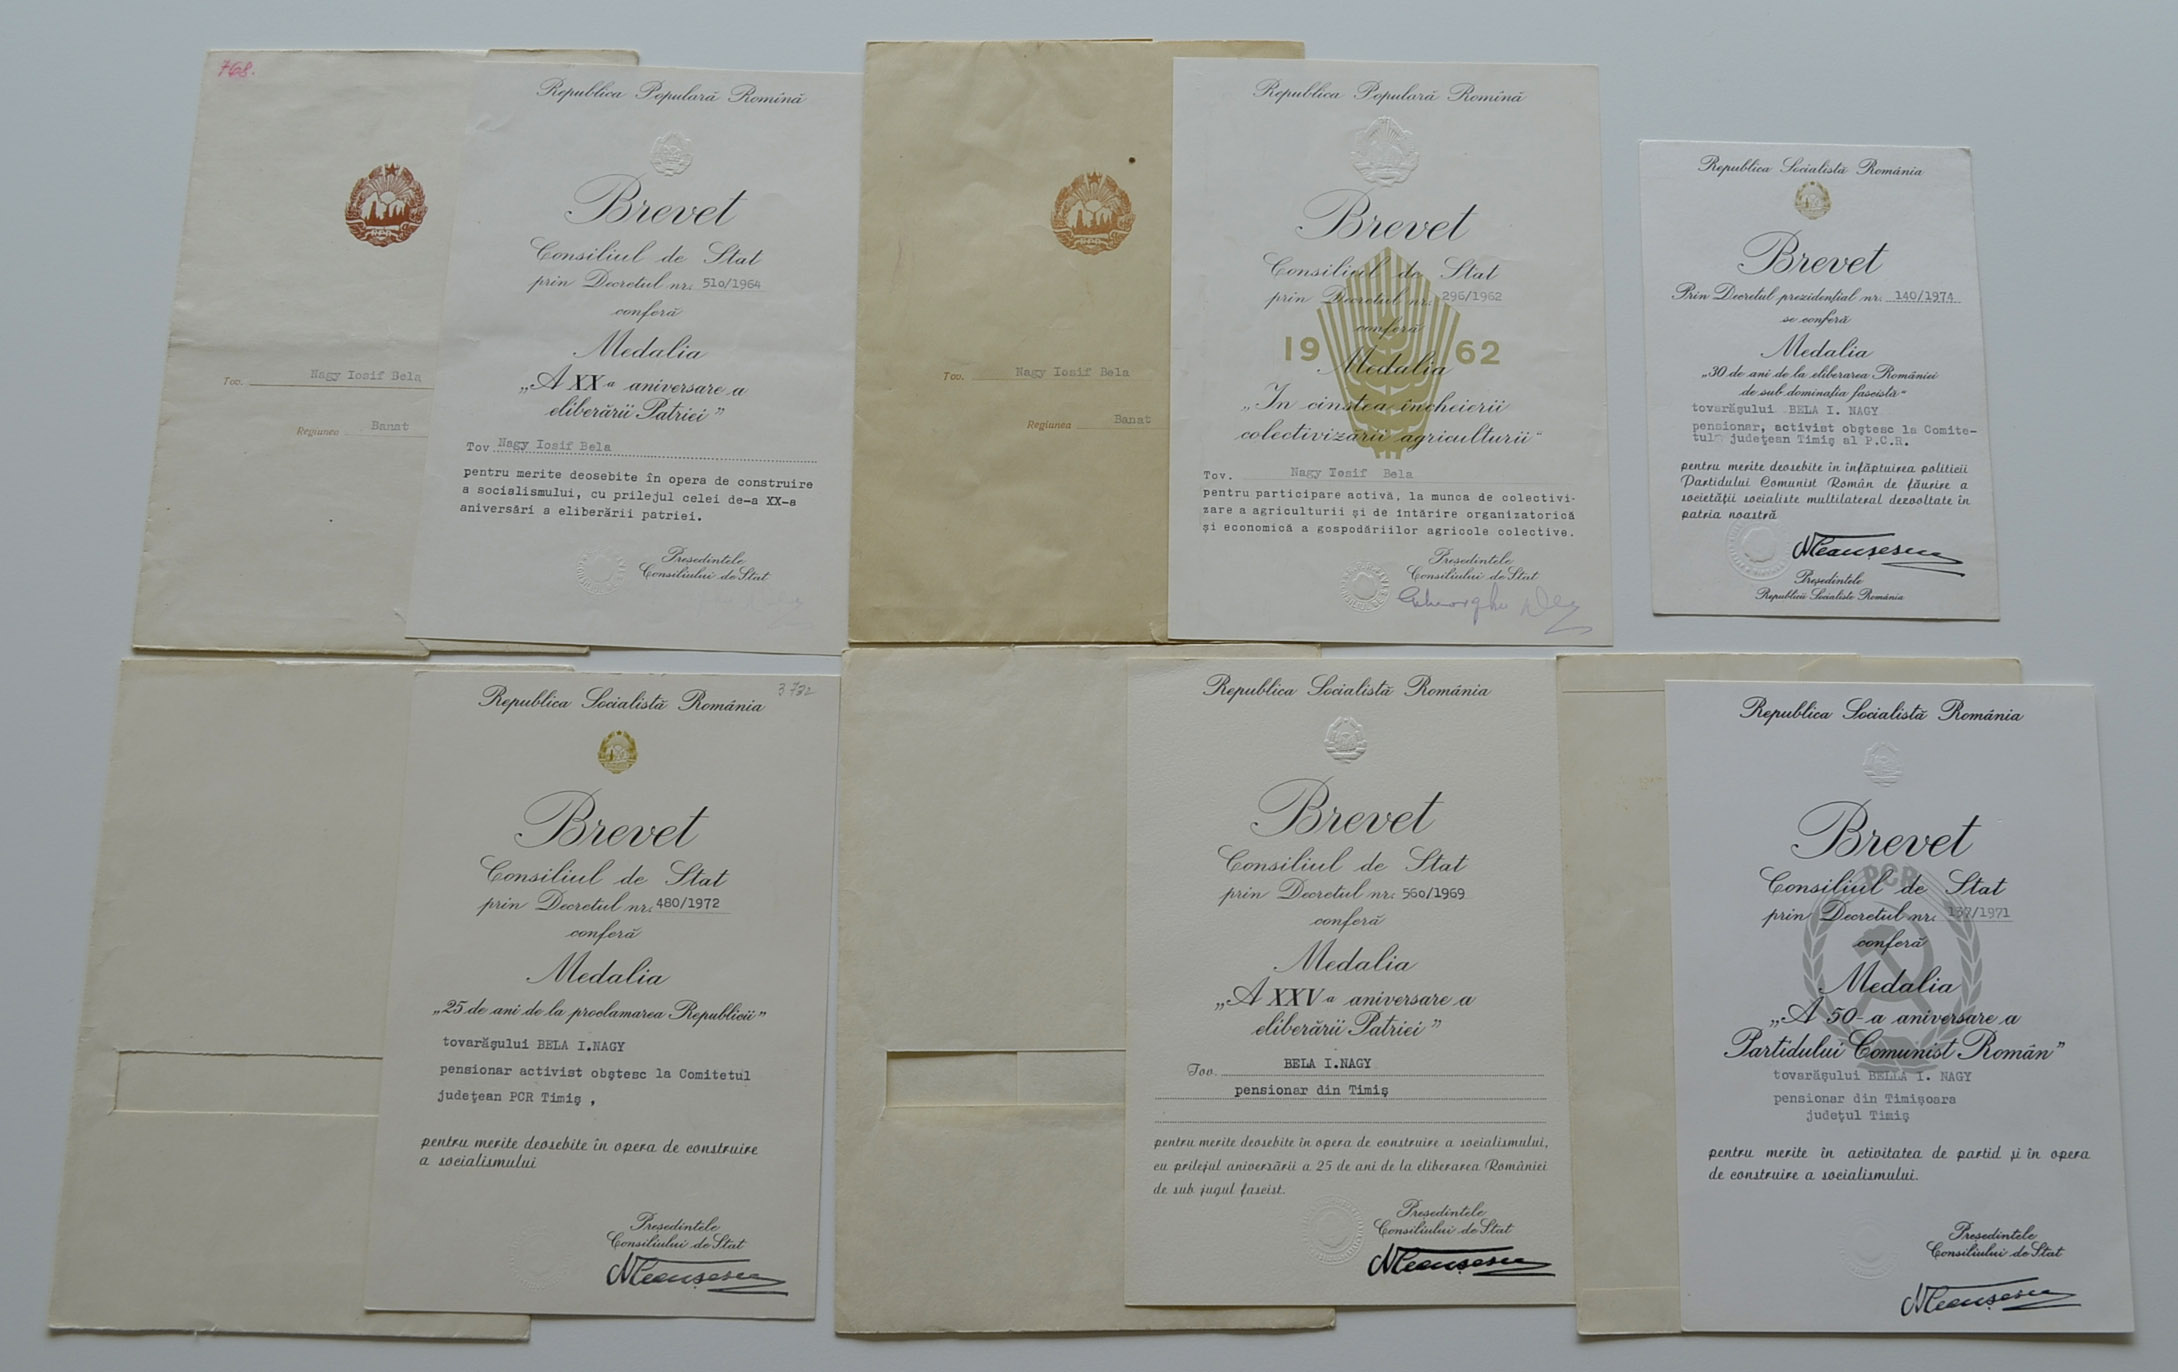 768.
Tov. Nagy Iosif Bela
Regiunea Banat
Republica Populară Romînă
Brevet
Consiliul de Stat
prin Decretul nr. 510/1964
conferă
Medalia
„A XX-a aniversare a
eliberării Patriei”
Tov Nagy Iosif Bela
pentru merite deosebite în opera de construire
a socialismului, cu prilejul celei de-a XX-a
aniversări a eliberării patriei.
Președintele
Consiliului de Stat
Tov. Nagy Iosif Bela
Regiunea Banat
Republica Populară Romînă
Brevet
Consiliul de Stat
prin Decretul nr. 296/1962
conferă
1962
Medalia
„In cinstea încheierii
colectivizării agriculturii”
Tov. Nagy Iosif Bela
pentru participare activă, la munca de colectivi-
zare a agriculturii și de întărire organizatorică
și economică a gospodăriilor agricole colective.
Președintele
Consiliului de Stat
Gheorghiu Dej
Republica Socialistă România
Brevet
Prin Decretul prezidențial nr. 140/1974
se conferă
Medalia
„30 de ani de la eliberarea României
de sub dominația fascistă”
tovarășului BELA I. NAGY
pensionar, activist obștesc la Comite-
tul județean Timiș al P.C.R.
pentru merite deosebite în înfăptuirea politicii
Partidului Comunist Român de făurire a
societății socialiste multilateral dezvoltate în
patria noastră
NCeaușescu
Președintele
Republicii Socialiste România
3732
Republica Socialistă România
Brevet
Consiliul de Stat
prin Decretul nr. 480/1972
conferă
Medalia
„25 de ani de la proclamarea Republicii”
tovarășului BELA I.NAGY
pensionar activist obștesc la Comitetul
județean PCR Timiș ,
pentru merite deosebite în opera de construire
a socialismului
Președintele
Consiliului de Stat
NCeaușescu
Republica Socialistă România
Brevet
Consiliul de Stat
prin Decretul nr. 560/1969
conferă
Medalia
„A XXV-a aniversare a
eliberării Patriei”
Tov. BELA I.NAGY
pensionar din Timiș
pentru merite deosebite în opera de construire a socialismului,
cu prilejul aniversării a 25 de ani de la eliberarea României
de sub jugul fascist.
Președintele
Consiliului de Stat
NCeaușescu
Republica Socialistă România
Brevet
PCR
Consiliul de Stat
prin Decretul nr. 137/1971
conferă
Medalia
„A 50-a aniversare a
Partidului Comunist Român”
tovarășului BELLA I. NAGY
pensionar din Timișoara
județul Timiș
pentru merite în activitatea de partid și în opera
de construire a socialismului.
Președintele
Consiliului de Stat
NCeaușescu